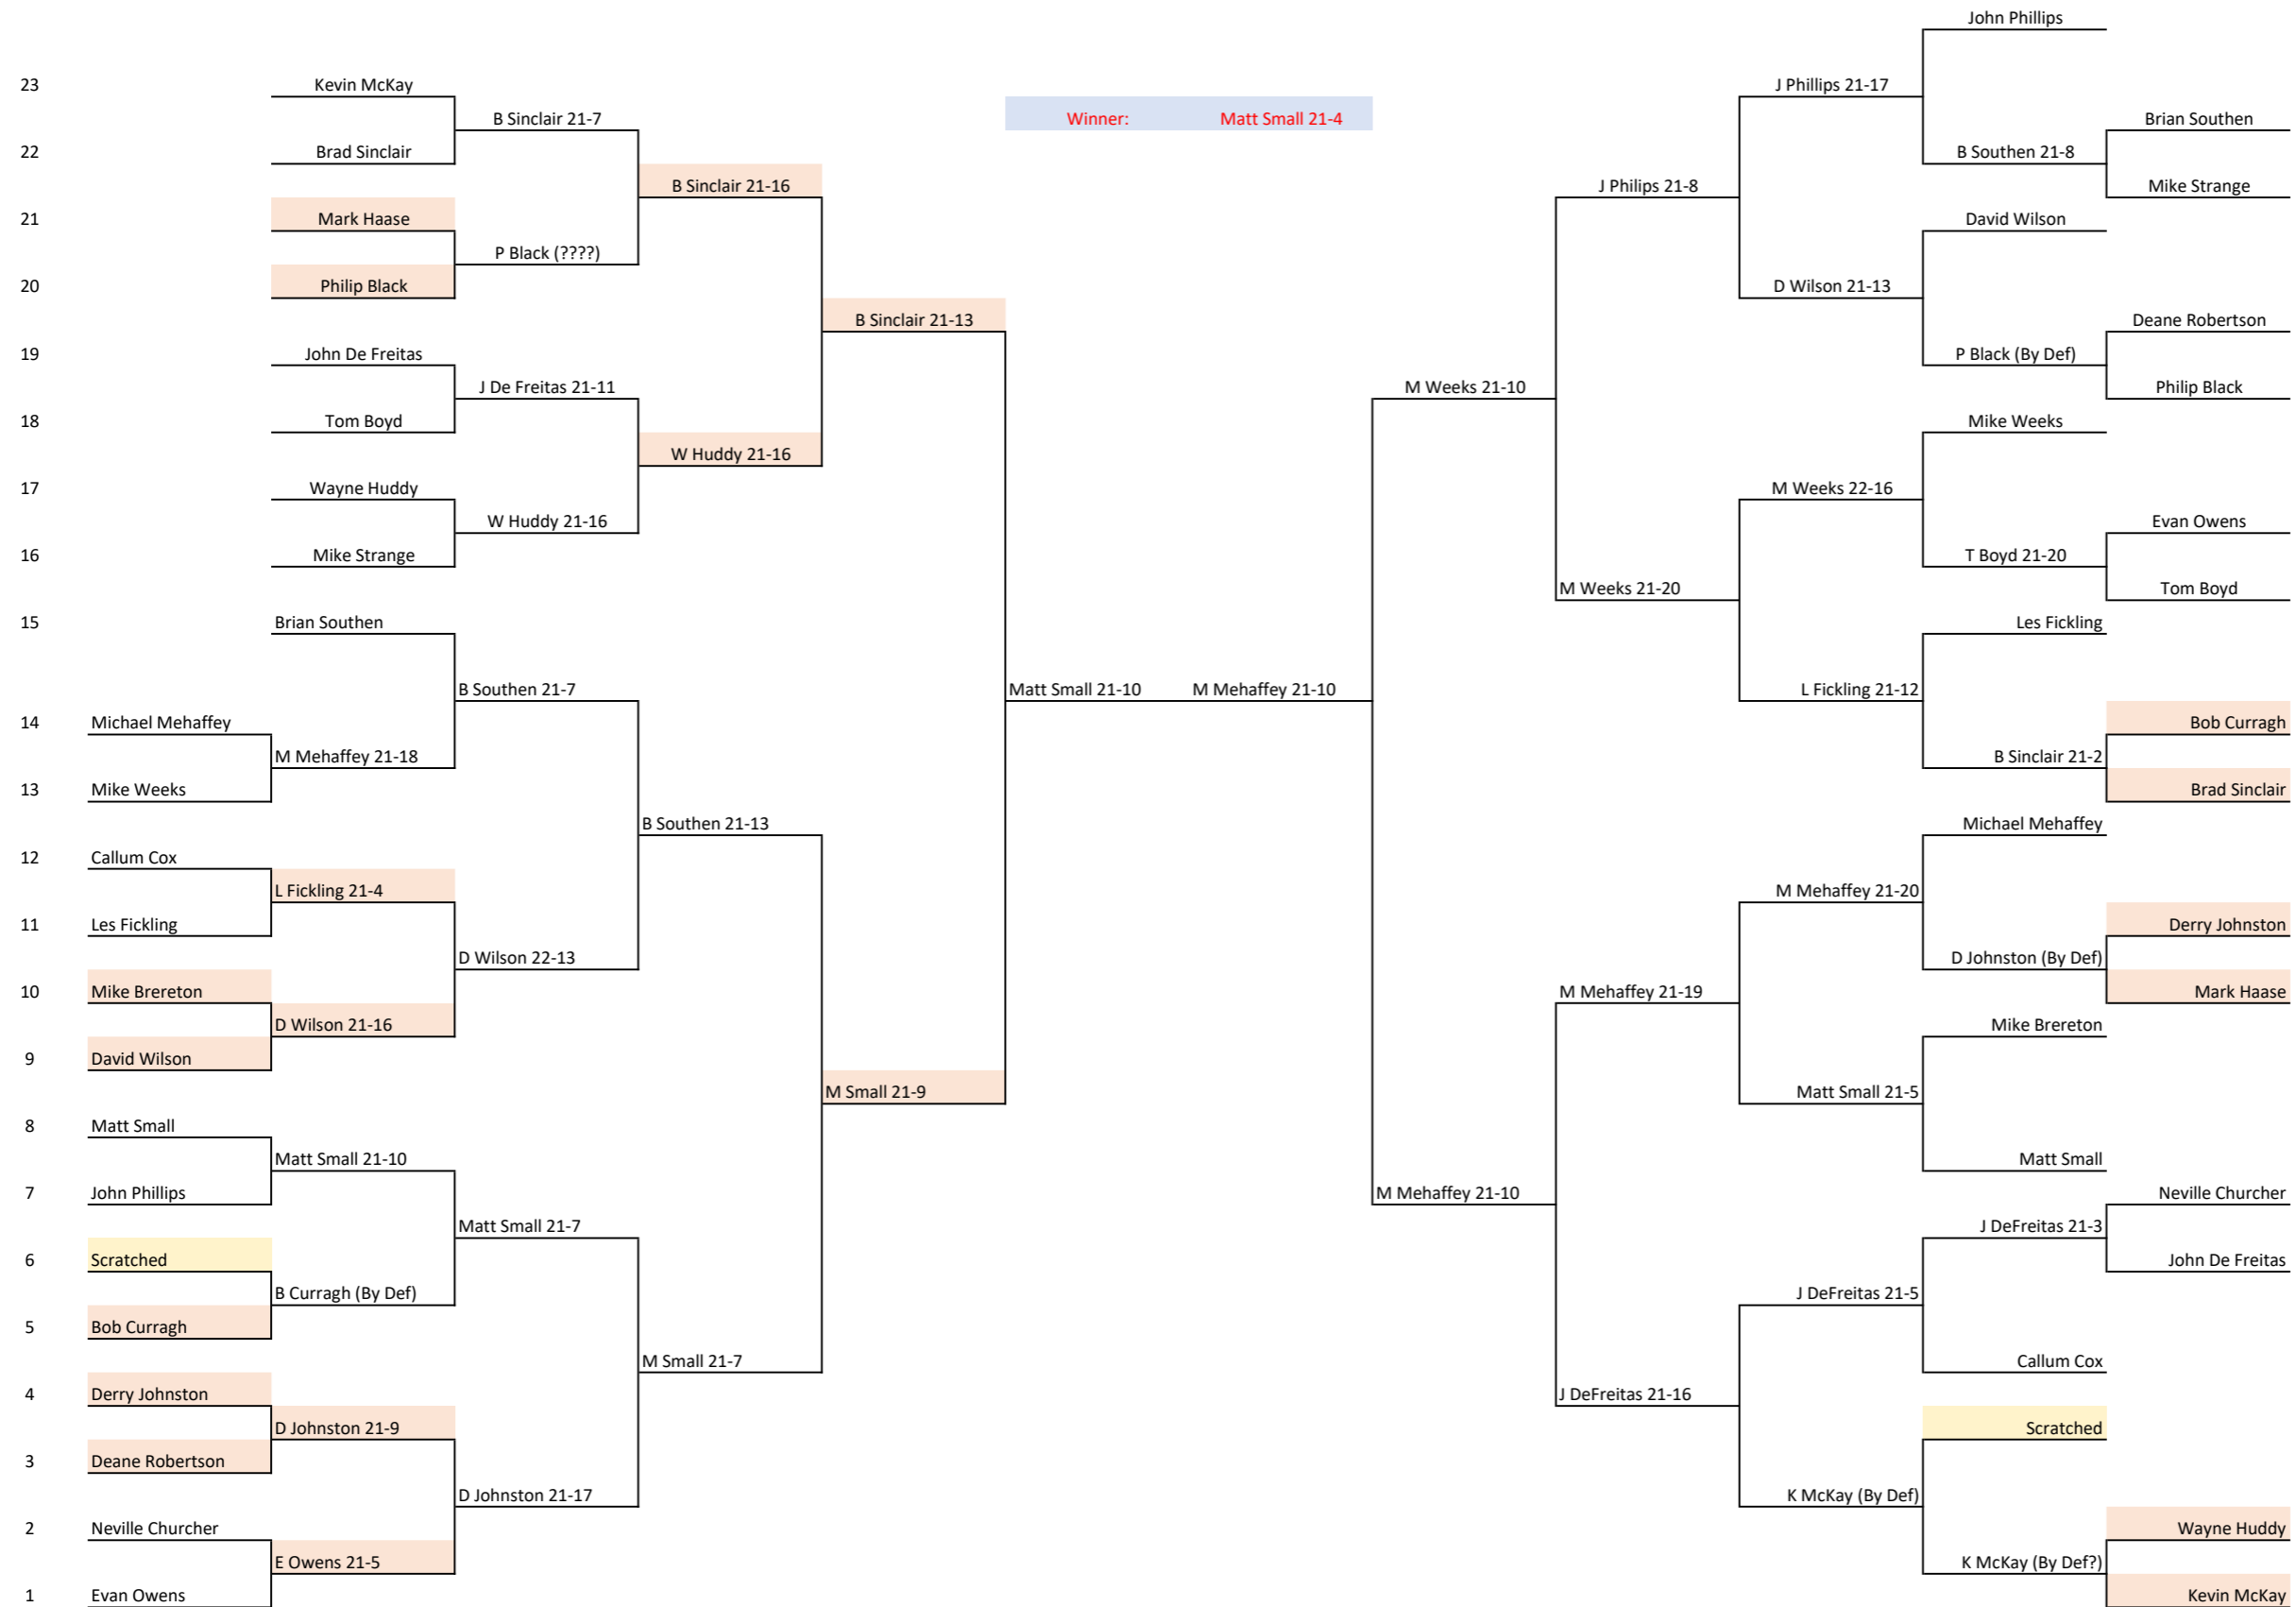 John Phillips
23 Kevin McKay
J Phillips 21-17
B Sinclair 21-7
Winner: Matt Small 21-4
Brian Southen
22 Brad Sinclair
B Southen 21-8
B Sinclair 21-16
J Philips 21-8
Mike Strange
21 Mark Haase
David Wilson
P Black (????)
20 Philip Black
D Wilson 21-13
B Sinclair 21-13
Deane Robertson
19 John De Freitas
P Black (By Def)
J De Freitas 21-11
M Weeks 21-10
Philip Black
18 Tom Boyd
Mike Weeks
W Huddy 21-16
17 Wayne Huddy
M Weeks 22-16
W Huddy 21-16
Evan Owens
16 Mike Strange
T Boyd 21-20
M Weeks 21-20
Tom Boyd
15 Brian Southen
Les Fickling
B Southen 21-7
Matt Small 21-10 M Mehaffey 21-10
L Fickling 21-12
14 Michael Mehaffey
Bob Curragh
M Mehaffey 21-18
B Sinclair 21-2
13 Mike Weeks
Brad Sinclair
B Southen 21-13
Michael Mehaffey
12 Callum Cox
L Fickling 21-4
M Mehaffey 21-20
11 Les Fickling
Derry Johnston
D Wilson 22-13
D Johnston (By Def)
10 Mike Brereton
M Mehaffey 21-19
Mark Haase
D Wilson 21-16
Mike Brereton
9 David Wilson
M Small 21-9
Matt Small 21-5
8 Matt Small
Matt Small 21-10
Matt Small
7 John Phillips
M Mehaffey 21-10
Neville Churcher
Matt Small 21-7
J DeFreitas 21-3
6 Scratched
John De Freitas
B Curragh (By Def)
J DeFreitas 21-5
5 Bob Curragh
M Small 21-7
Callum Cox
4 Derry Johnston
J DeFreitas 21-16
D Johnston 21-9
Scratched
3 Deane Robertson
D Johnston 21-17
K McKay (By Def)
2 Neville Churcher
Wayne Huddy
E Owens 21-5
K McKay (By Def?)
1 Evan Owens
Kevin McKay